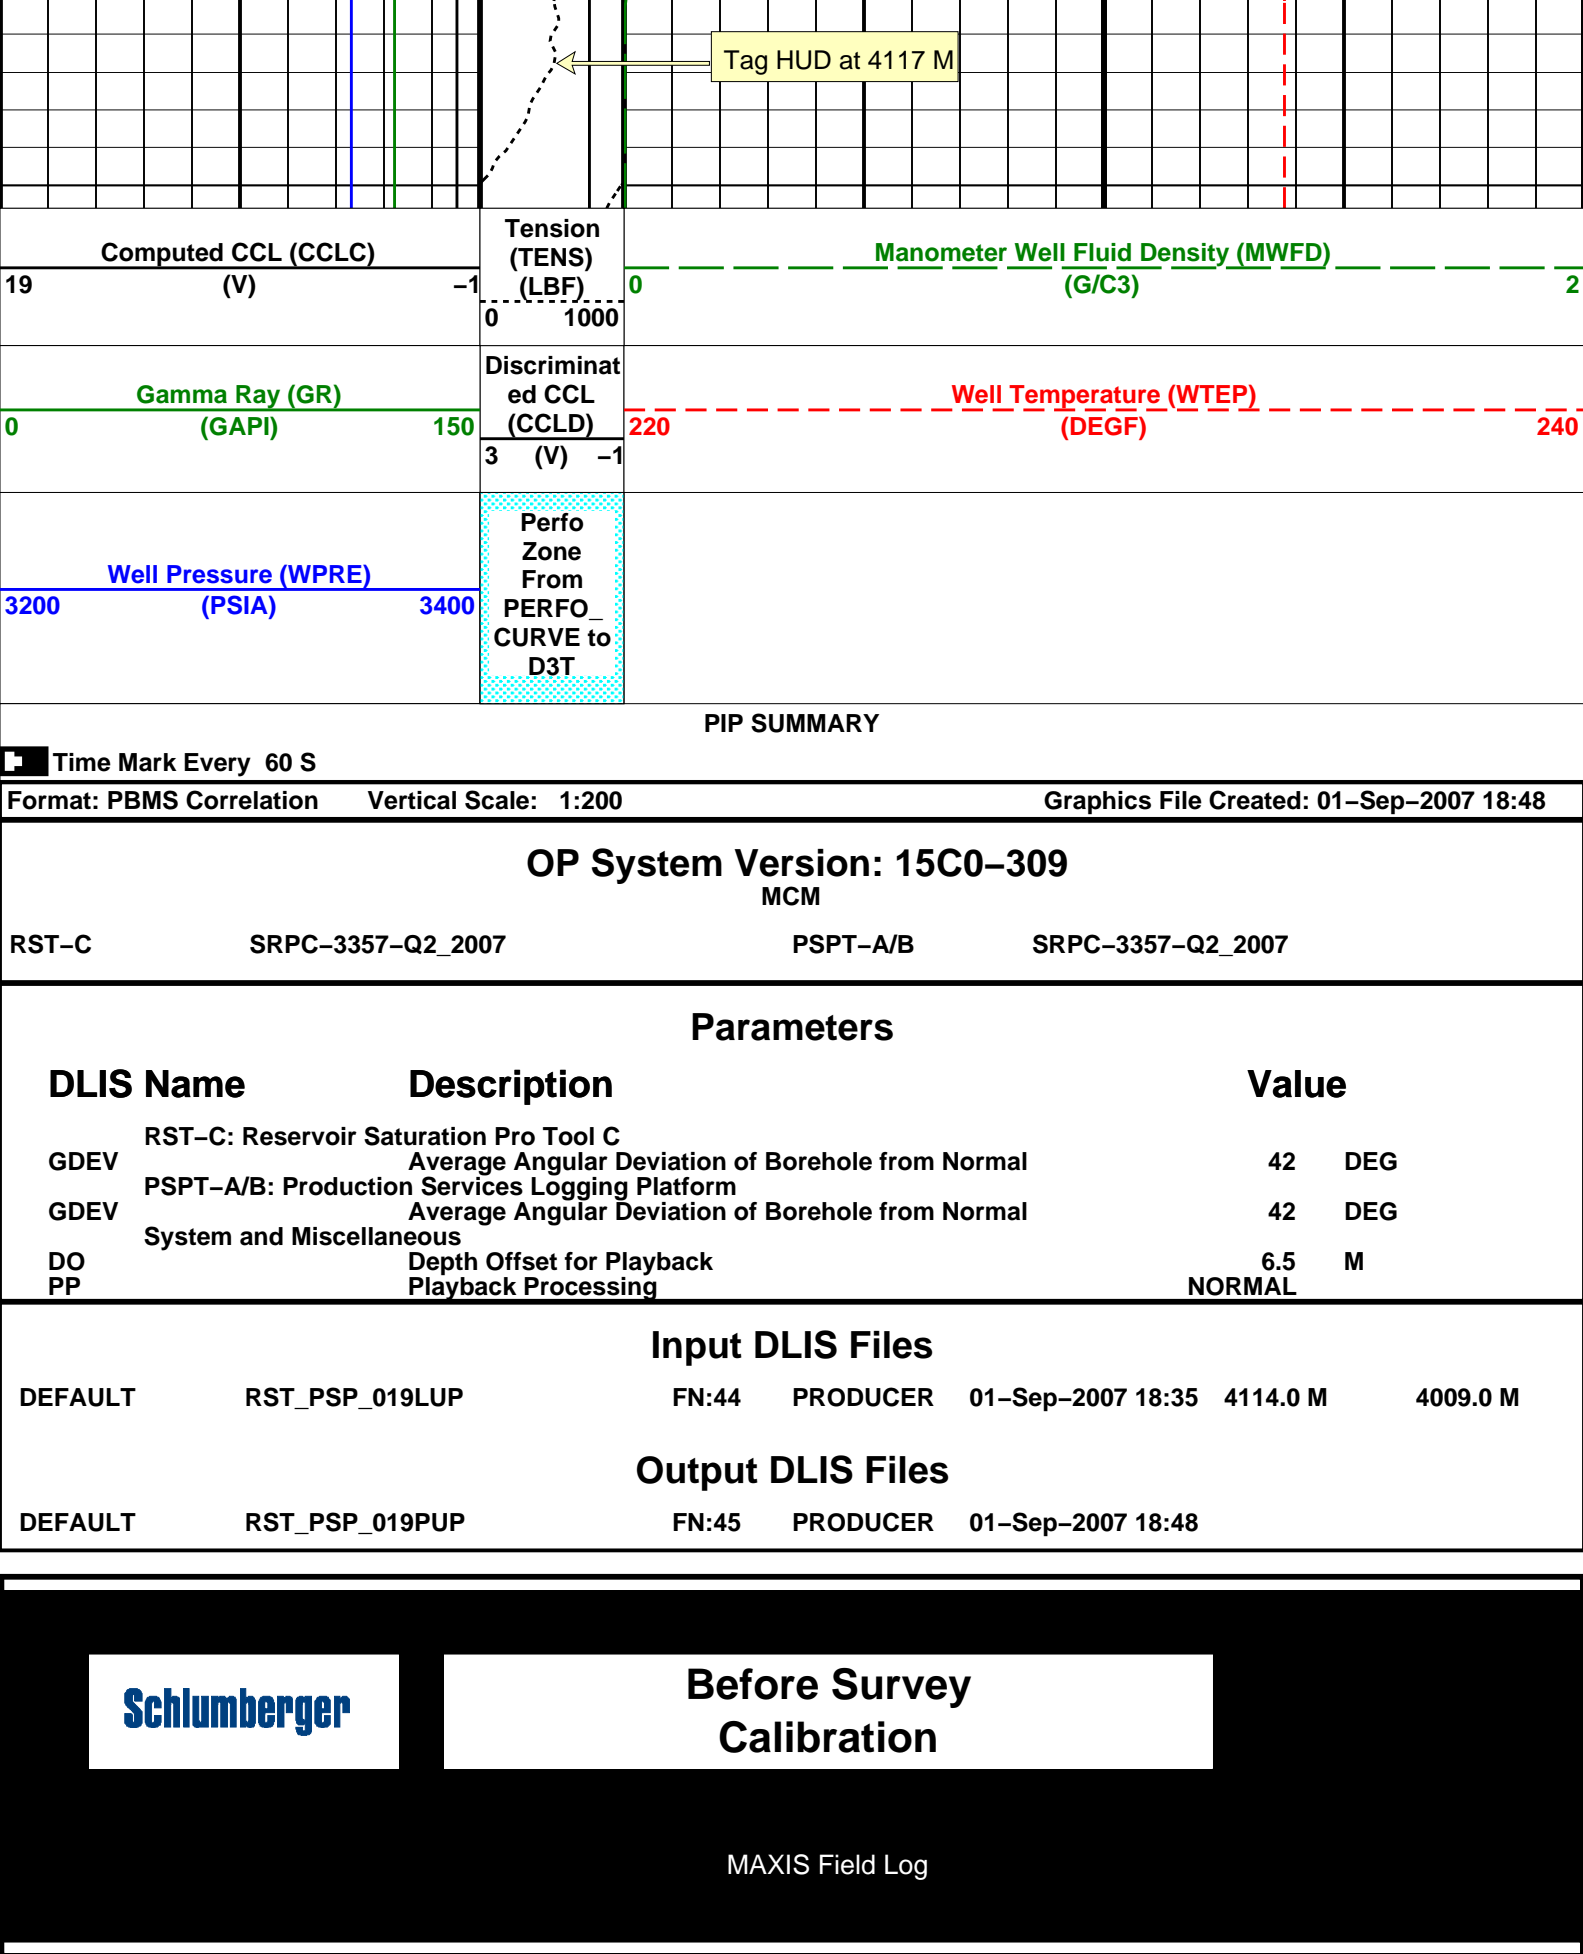 Tag HUD at 4117 M
Computed CCL (CCLC)
19 (V) −1
Tension
(TENS)
(LBF)
0 1000
Manometer Well Fluid Density (MWFD)
0 (G/C3) 2
Gamma Ray (GR)
0 (GAPI) 150
Discriminat
ed CCL
(CCLD)
3 (V) −1
Well Temperature (WTEP)
220 (DEGF) 240
Well Pressure (WPRE)
3200 (PSIA) 3400
Perfo
Zone
From
PERFO_
CURVE to
D3T
PIP SUMMARY
Time Mark Every 60 S
Format: PBMS Correlation Vertical Scale: 1:200 Graphics File Created: 01−Sep−2007 18:48
OP System Version: 15C0−309
MCM
RST−C SRPC−3357−Q2_2007 PSPT−A/B SRPC−3357−Q2_2007
Parameters
DLIS Name Description Value
RST−C: Reservoir Saturation Pro Tool C
GDEV Average Angular Deviation of Borehole from Normal 42 DEG
PSPT−A/B: Production Services Logging Platform
GDEV Average Angular Deviation of Borehole from Normal 42 DEG
System and Miscellaneous
DO Depth Offset for Playback 6.5 M
PP Playback Processing NORMAL
Input DLIS Files
DEFAULT RST_PSP_019LUP FN:44 PRODUCER 01−Sep−2007 18:35 4114.0 M 4009.0 M
Output DLIS Files
DEFAULT RST_PSP_019PUP FN:45 PRODUCER 01−Sep−2007 18:48
Schlumberger
Before Survey
Calibration
MAXIS Field Log